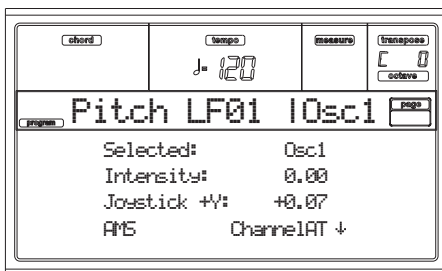 chord tempo measure transpose
♩= 120 C 0
octave
program Pitch LFO1 |Osc1 page
Selected: Osc1
Intensity: 0.00
Joystick +Y: +0.07
AMS ChannelAT ↓